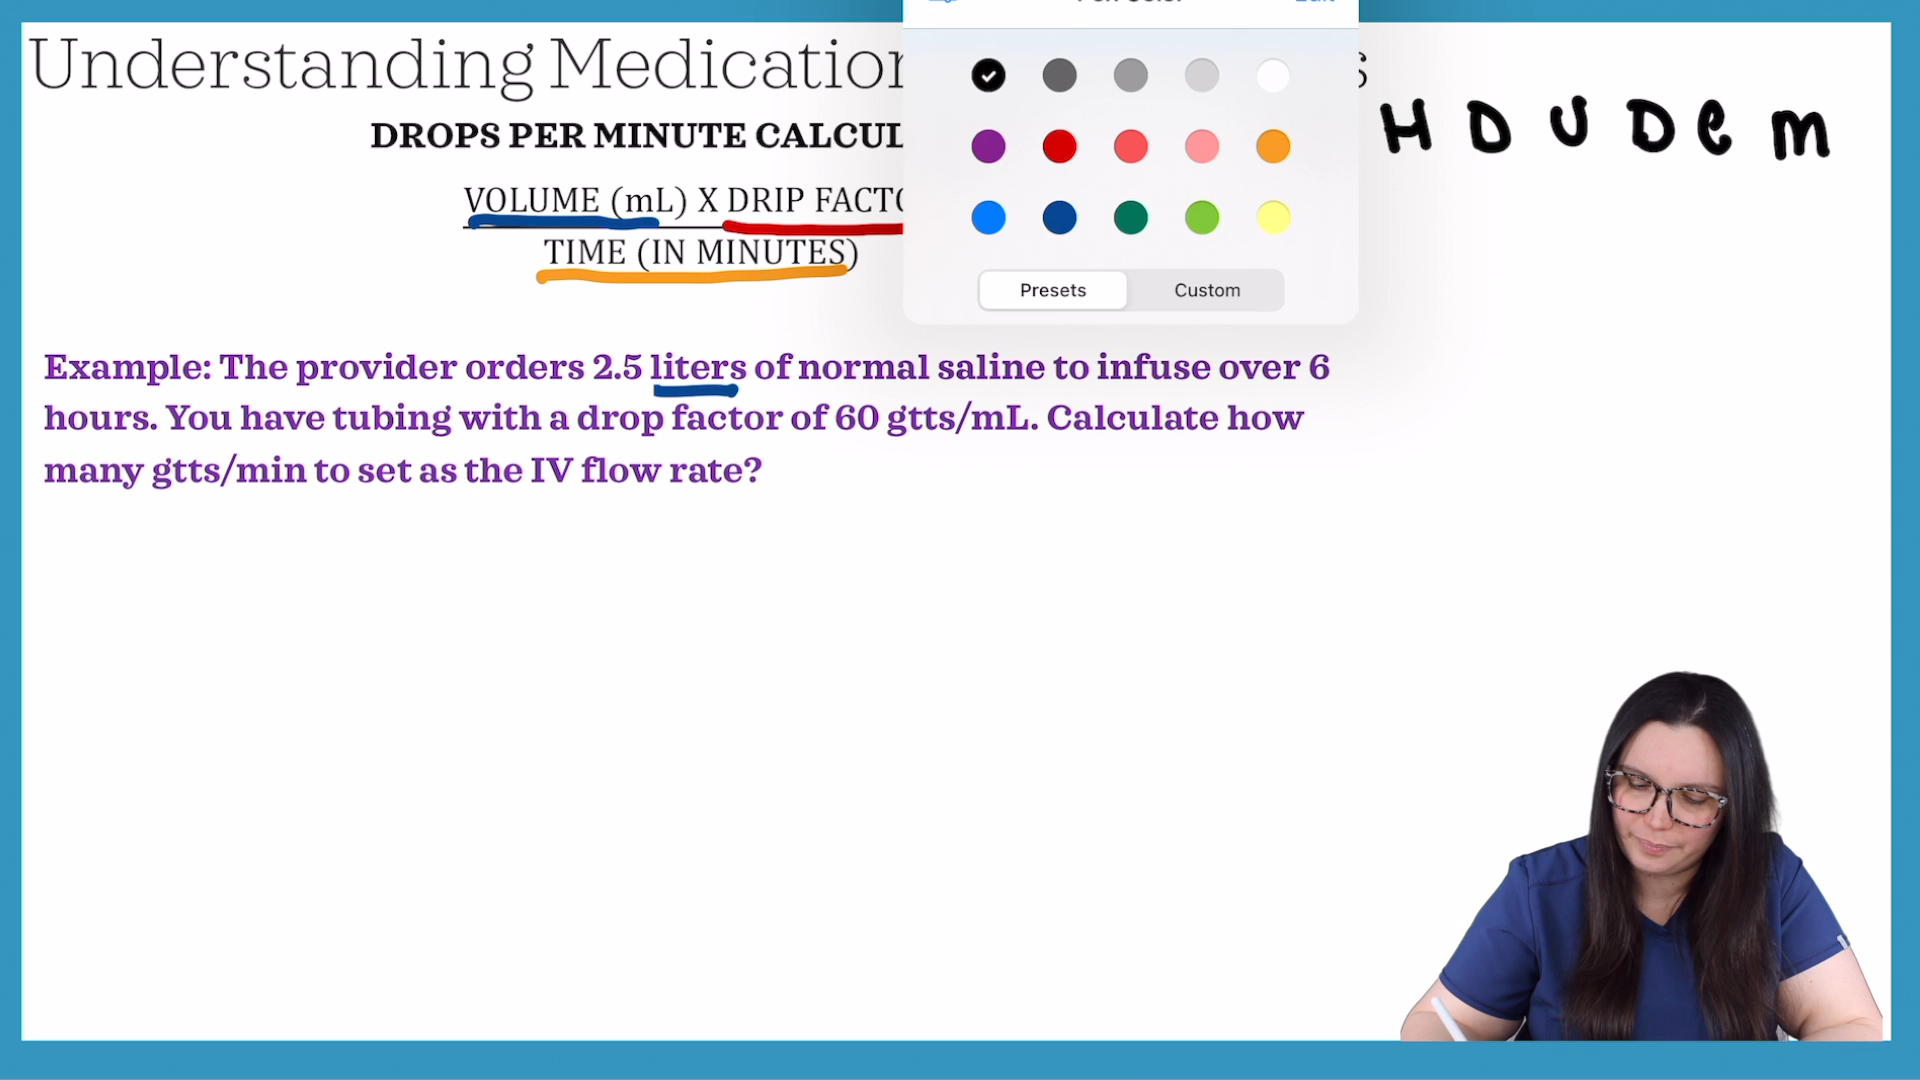 Understanding Medication
DROPS PER MINUTE CALCUL
H D U D e m
VOLUME (mL) X DRIP FACTO
TIME (IN MINUTES)
Presets Custom
Example: The provider orders 2.5 liters of normal saline to infuse over 6
hours. You have tubing with a drop factor of 60 gtts/mL. Calculate how
many gtts/min to set as the IV flow rate?